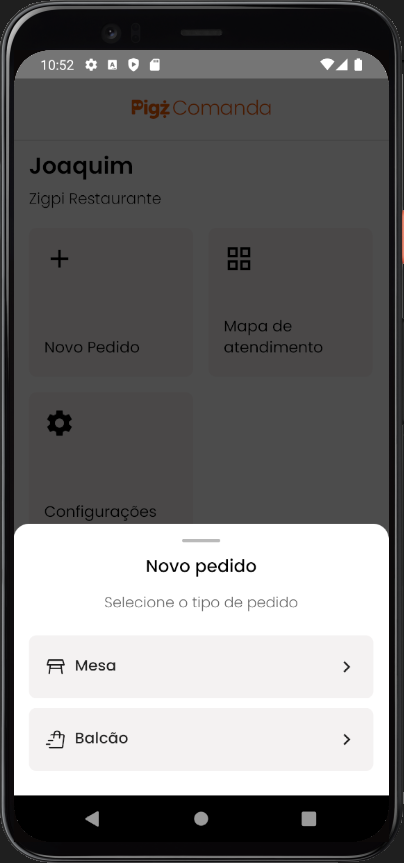 10:52
Pigz Comanda
Joaquim
Zigpi Restaurante
Novo Pedido
Mapa de
atendimento
Configurações
Novo pedido
Selecione o tipo de pedido
Mesa
Balcão